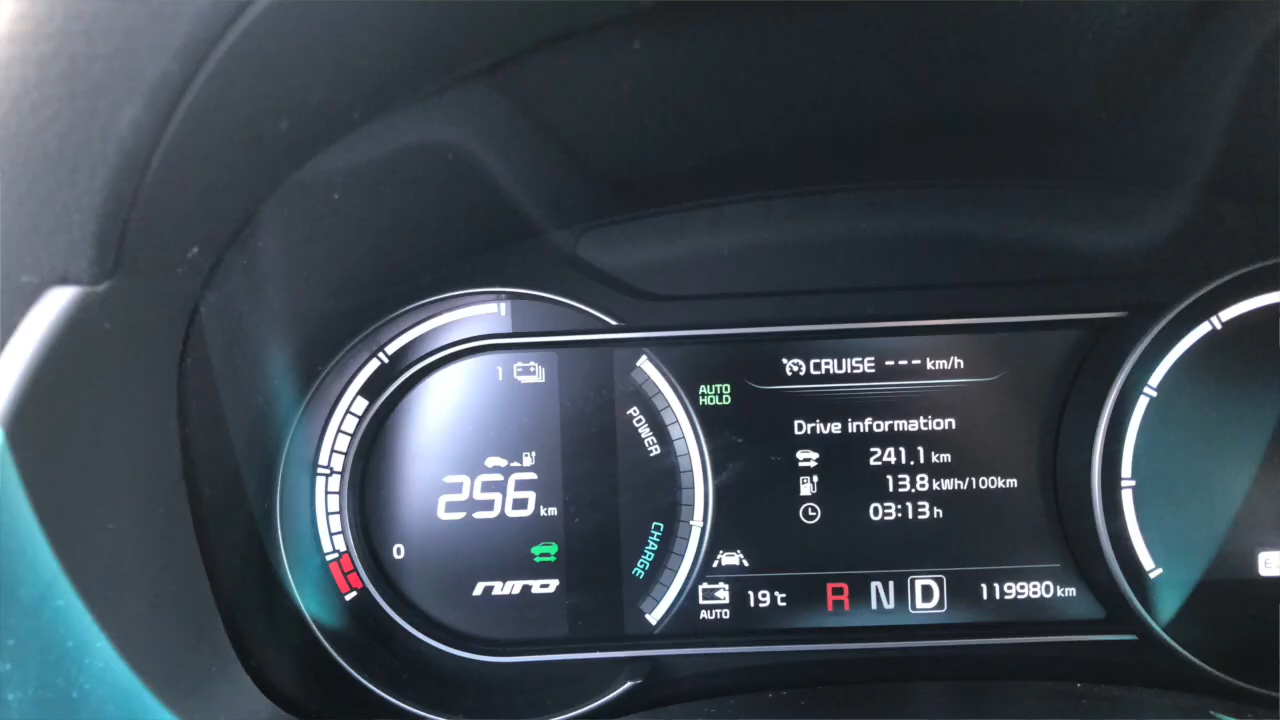 1
256 km
0
niro
POWER
CHARGE
CRUISE --- km/h
AUTO
HOLD
Drive information
241.1 km
13.8 kWh/100km
03:13 h
AUTO
19℃
R N D
119980 km